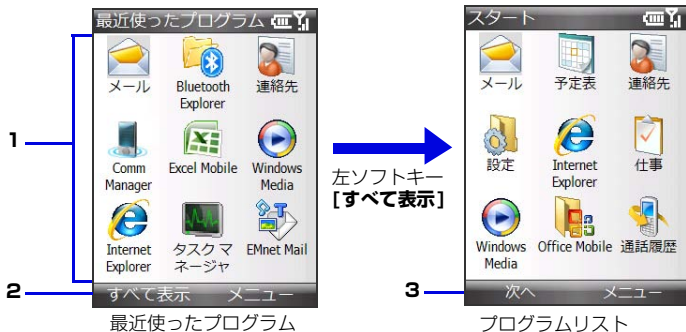 最近使ったプログラム
メール
Bluetooth
Explorer
連絡先
Comm
Manager
Excel Mobile
Windows
Media
Internet
Explorer
タスク マ
ネージャ
EMnet Mail
すべて表示 メニュー
1
2
最近使ったプログラム
左ソフトキー
[すべて表示]
スタート
メール
予定表
連絡先
設定
Internet
Explorer
仕事
Windows
Media
Office Mobile
通話履歴
次へ メニュー
3
プログラムリスト